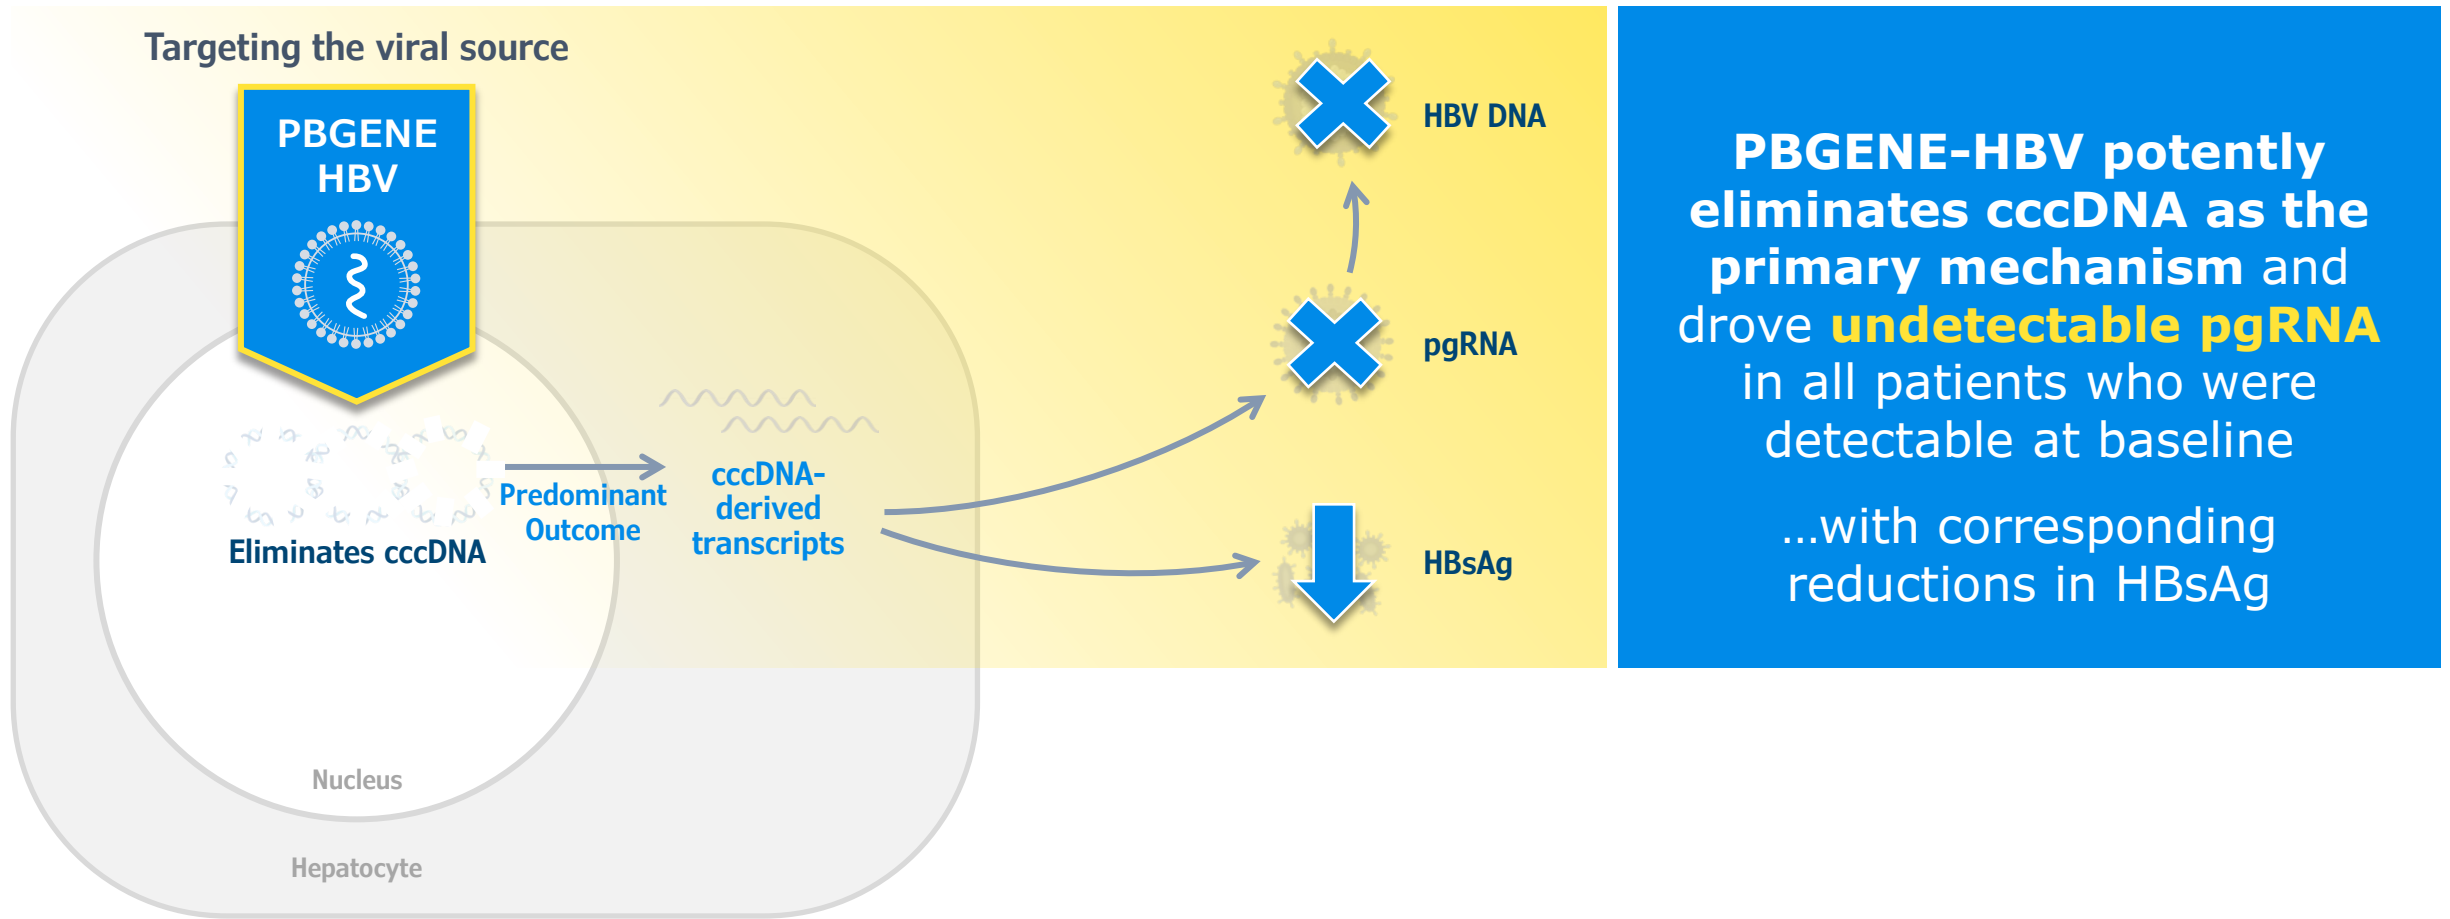 Targeting the viral source
PBGENE
HBV
Eliminates cccDNA
Predominant
Outcome
cccDNA-
derived
transcripts
HBV DNA
pgRNA
HBsAg
Nucleus
Hepatocyte
PBGENE-HBV potently
eliminates cccDNA as the
primary mechanism and
drove undetectable pgRNA
in all patients who were
detectable at baseline
...with corresponding
reductions in HBsAg